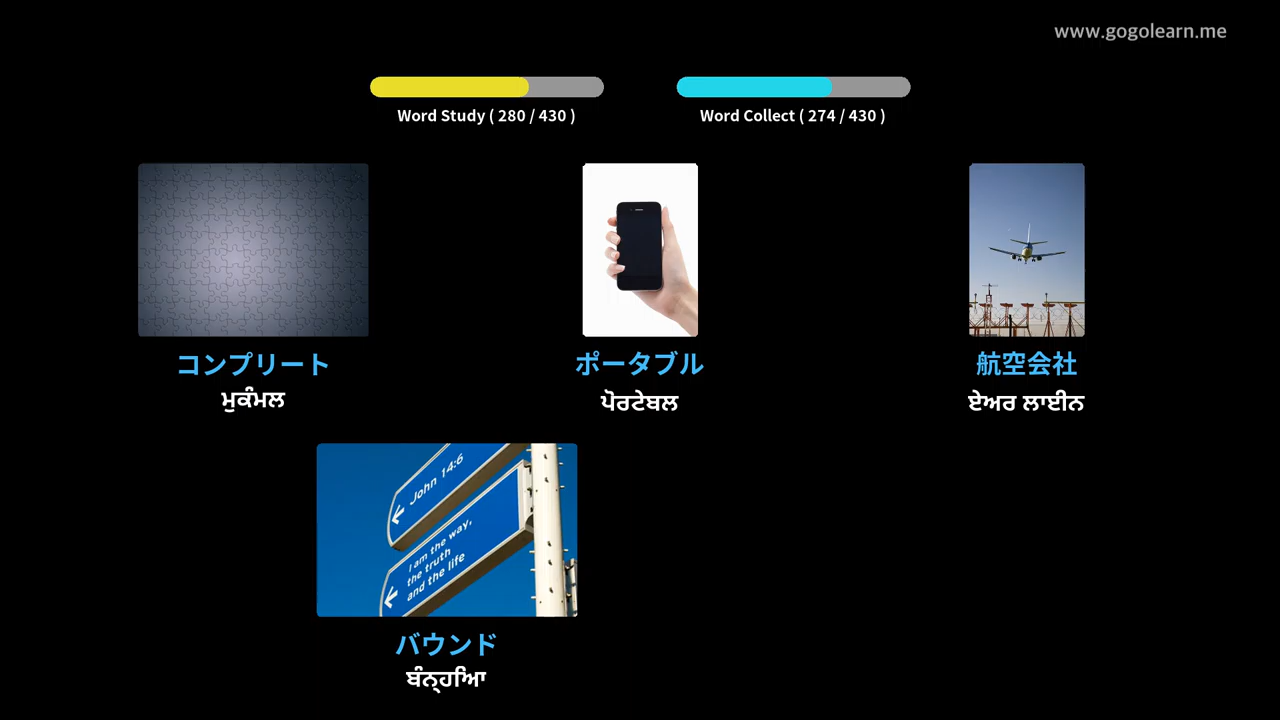 www.gogolearn.me
Word Study ( 280 / 430 )
Word Collect ( 274 / 430 )
コンプリート
ਮੁਕੰਮਲ
ポータブル
ਪੋਰਟੇਬਲ
航空会社
ਏਅਰ ਲਾਈਨ
John 14:6
I am the way,
the truth
and the life
バウンド
ਬੰਨ੍ਹਿਆ